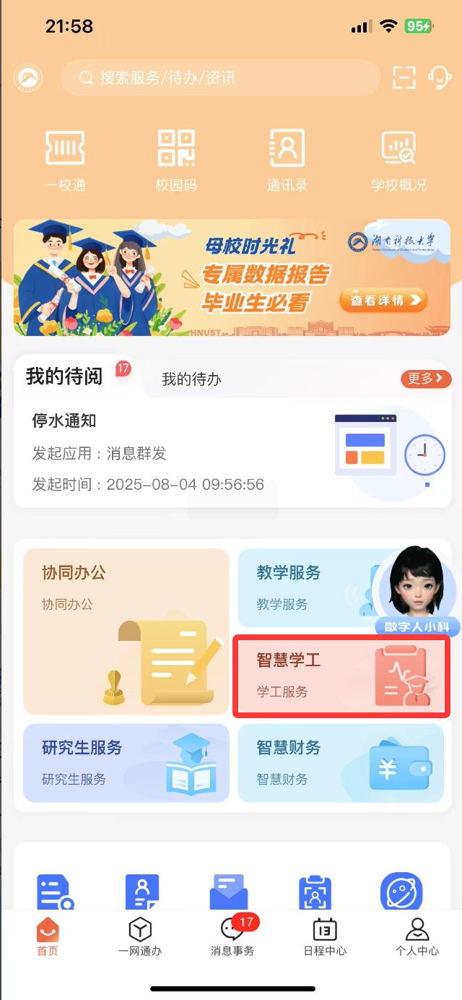 21:58
95
搜索服务/待办/资讯
一校通
校园码
通讯录
学校概况
母校时光礼
专属数据报告
毕业生必看
湖南科技大学
查看详情
HNUST
我的待阅
17
我的待办
更多
停水通知
发起应用：消息群发
发起时间：2025-08-04 09:56:56
协同办公
协同办公
教学服务
教学服务
数字人小科
智慧学工
学工服务
研究生服务
研究生服务
智慧财务
智慧财务
¥
17
13
首页
一网通办
消息事务
日程中心
个人中心